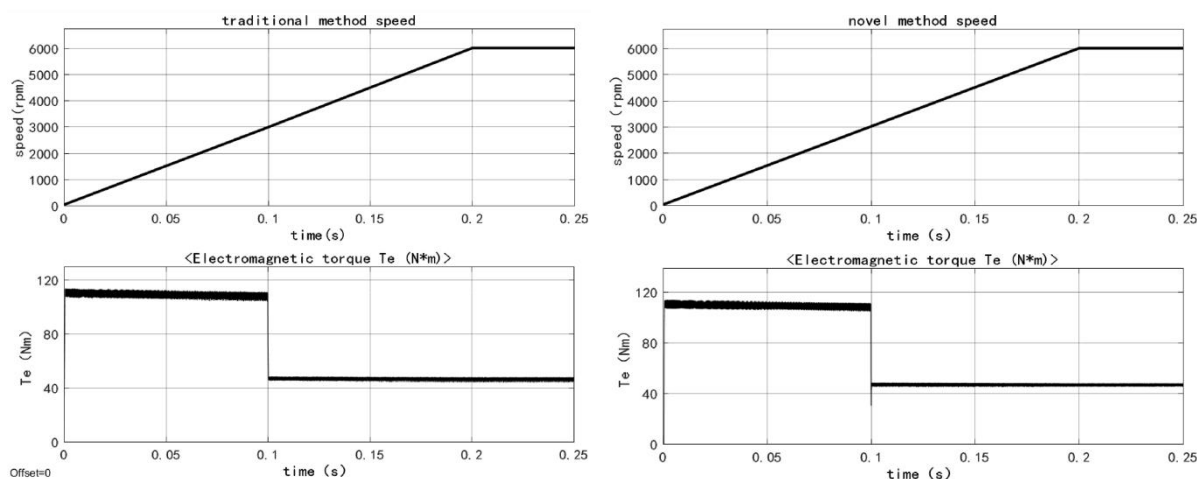 traditional method speed
6000
5000
4000
3000
2000
1000
0
speed(rpm)
0 0.05 0.1 0.15 0.2 0.25
time(s)
<Electromagnetic torque Te (N*m)>
120
80
40
0
Te (Nm)
0 0.05 0.1 0.15 0.2 0.25
time (s)
Offset=0
novel method speed
6000
5000
4000
3000
2000
1000
0
speed(rpm)
0 0.05 0.1 0.15 0.2 0.25
time (s)
<Electromagnetic torque Te (N*m)>
120
80
40
0
Te (Nm)
0 0.05 0.1 0.15 0.2 0.25
time (s)